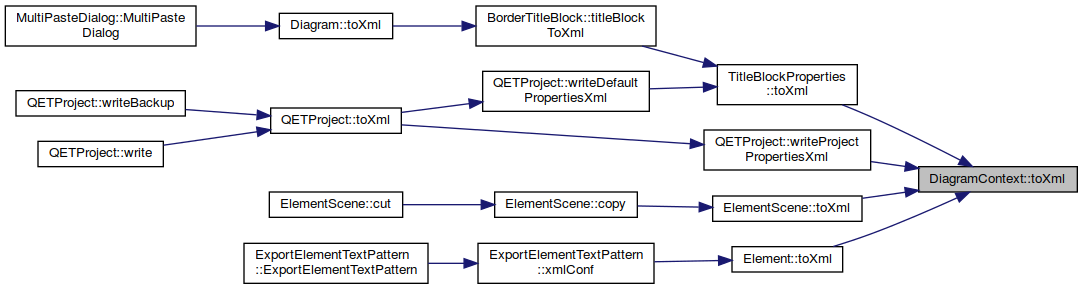 MultiPasteDialog::MultiPaste
Dialog
Diagram::toXml
BorderTitleBlock::titleBlock
ToXml
TitleBlockProperties
::toXml
QETProject::writeDefault
PropertiesXml
QETProject::writeBackup
QETProject::toXml
QETProject::write
QETProject::writeProject
PropertiesXml
DiagramContext::toXml
ElementScene::cut
ElementScene::copy
ElementScene::toXml
ExportElementTextPattern
::ExportElementTextPattern
ExportElementTextPattern
::xmlConf
Element::toXml